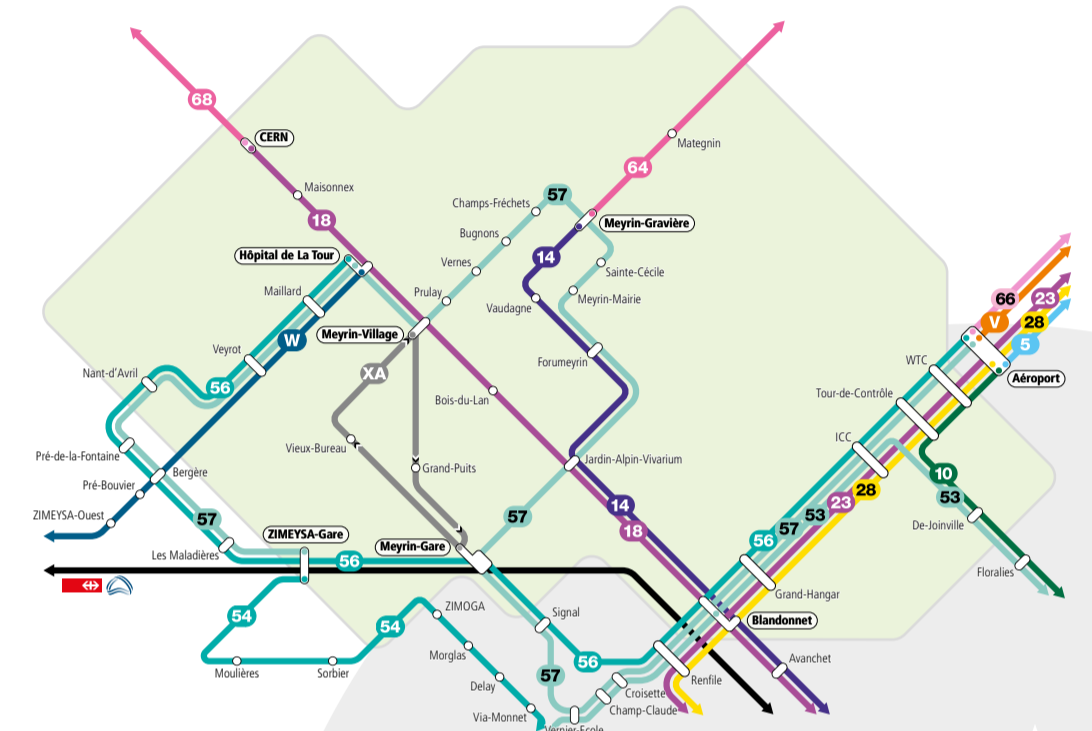 68
CERN
Mategnin
64
Maisonnex
57
Champs-Fréchets
18
Meyrin-Gravière
Bugnons
Hôpital de La Tour
14
Vernes
Sainte-Cécile
Maillard
Prulay
Meyrin-Mairie
66
23
Vaudagne
V
28
Meyrin-Village
W
5
Veyrot
Forumeyrin
WTC
Nant-d'Avril
XA
Aéroport
56
Tour-de-Contrôle
Bois-du-Lan
ICC
Vieux-Bureau
Pré-de-la-Fontaine
Jardin-Alpin-Vivarium
Grand-Puits
Bergère
10
Pré-Bouvier
28
53
14
23
ZIMEYSA-Ouest
57
57
53
De-Joinville
18
57
ZIMEYSA-Gare
56
Meyrin-Gare
Les Maladières
56
Floralies
Grand-Hangar
ZIMOGA
54
Signal
54
Blandonnet
Morglas
56
Avanchet
Moulières
Sorbier
57
Renfile
Delay
Croisette
Champ-Claude
Via-Monnet
Vernier-Ecole